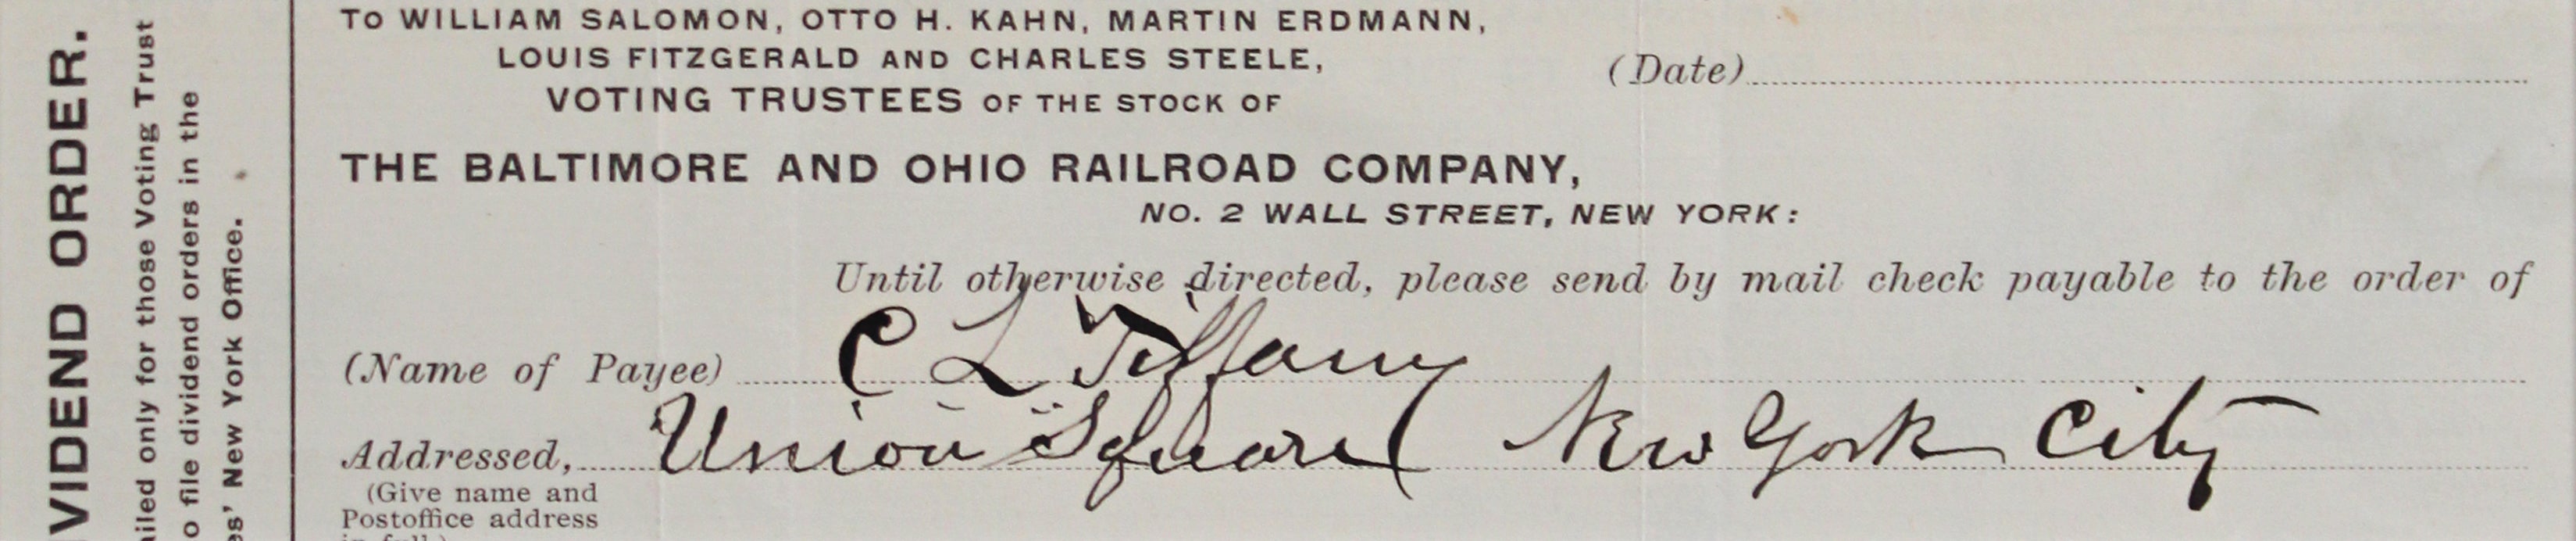 VIDEND ORDER.
ailed only for those Voting Trust
o file dividend orders in the
es' New York Office.
TO WILLIAM SALOMON, OTTO H. KAHN, MARTIN ERDMANN,
LOUIS FITZGERALD AND CHARLES STEELE,
VOTING TRUSTEES OF THE STOCK OF
(Date)
THE BALTIMORE AND OHIO RAILROAD COMPANY,
NO. 2 WALL STREET, NEW YORK:
Until otherwise directed, please send by mail check payable to the order of
(Name of Payee) C L Tiffany
Addressed, Union Square New York City
(Give name and
Postoffice address
in full.)